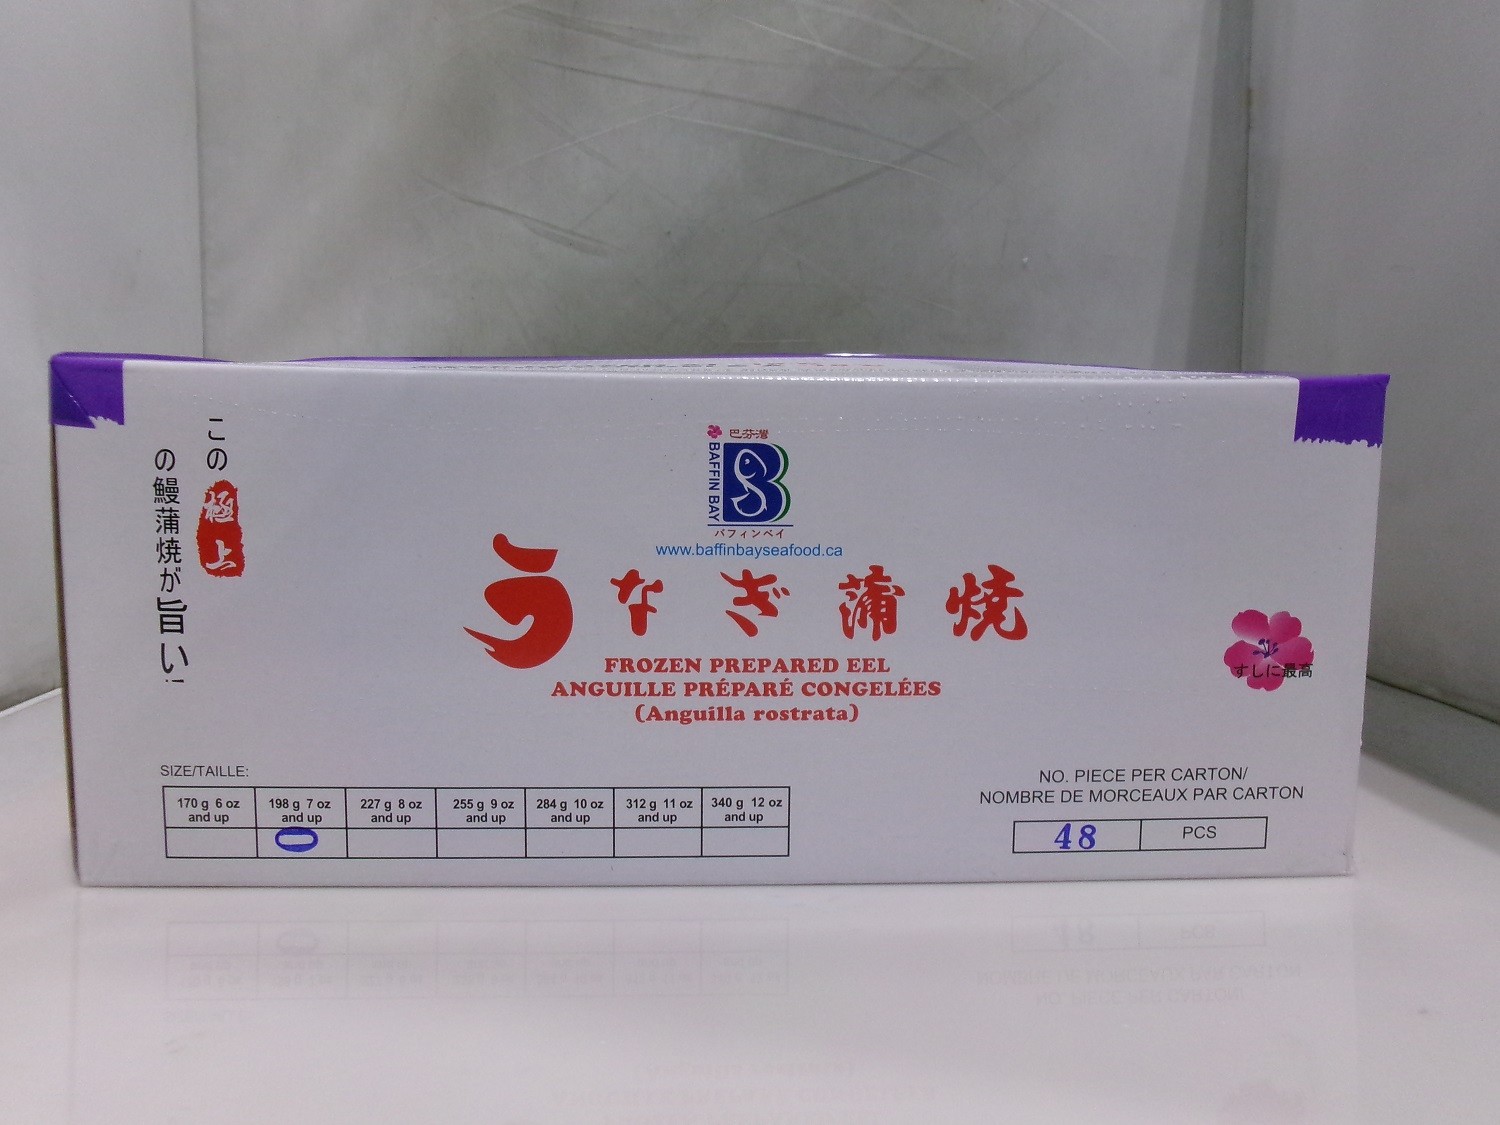 この極上
の鰻蒲焼が旨い
巴芬灣
BAFFIN BAY
バフィンベイ
www.baffinbayseafood.ca
うなぎ蒲焼
FROZEN PREPARED EEL
ANGUILLE PRÉPARÉ CONGELÉES
(Anguilla rostrata)
すしに最高
SIZE/TAILLE:
170 g 6 oz and up
198 g 7 oz and up
227 g 8 oz and up
255 g 9 oz and up
284 g 10 oz and up
312 g 11 oz and up
340 g 12 oz and up
NO. PIECE PER CARTON/
NOMBRE DE MORCEAUX PAR CARTON
48 PCS